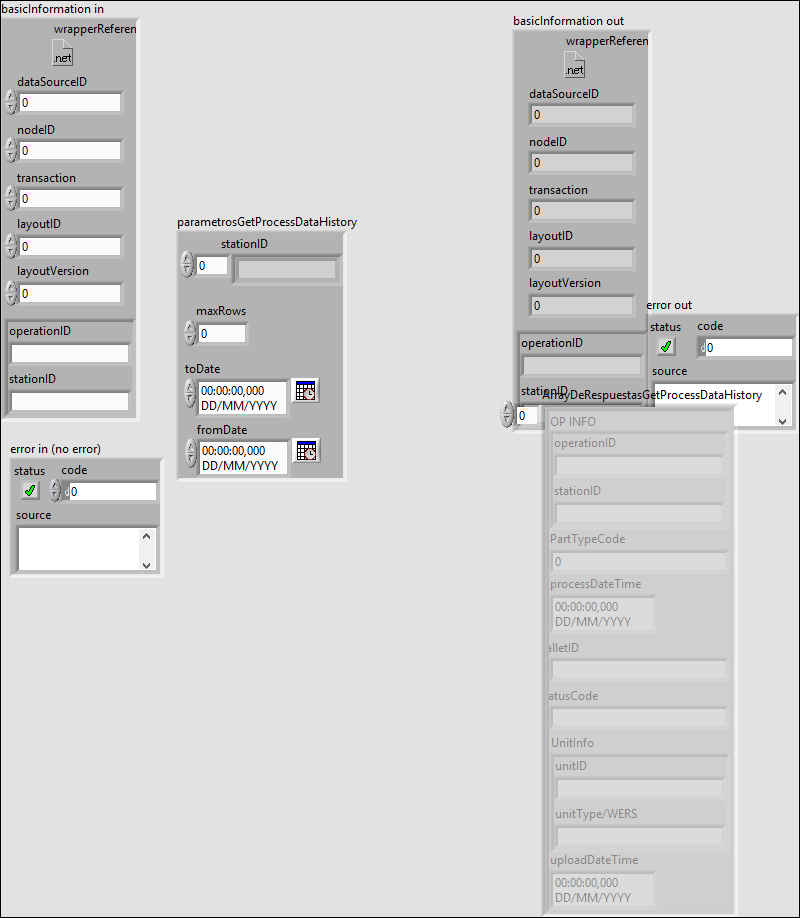 basicInformation in
wrapperReferen
.net
dataSourceID
0
nodeID
0
transaction
0
layoutID
0
layoutVersion
0
operationID
stationID
error in (no error)
status
code
d0
source
parametrosGetProcessDataHistory
stationID
0
maxRows
0
toDate
00:00:00,000
DD/MM/YYYY
fromDate
00:00:00,000
DD/MM/YYYY
basicInformation out
wrapperReferen
.net
dataSourceID
0
nodeID
0
transaction
0
layoutID
0
layoutVersion
0
operationID
stationID
error out
status
code
d0
source
ArrayDeRespuestasGetProcessDataHistory
0
OP INFO
operationID
stationID
PartTypeCode
0
processDateTime
00:00:00,000
DD/MM/YYYY
alletID
atusCode
UnitInfo
unitID
unitType/WERS
uploadDateTime
00:00:00,000
DD/MM/YYYY